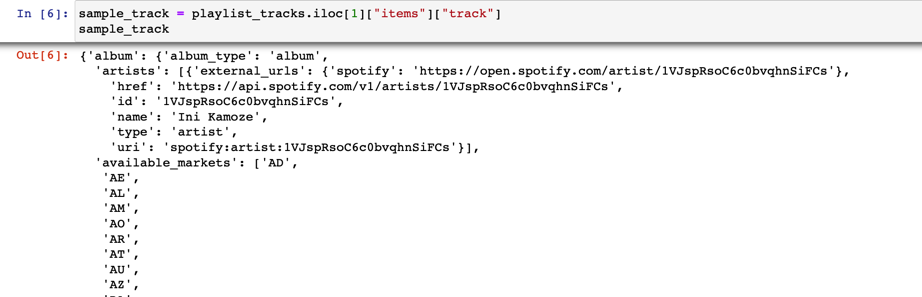 In [6]: sample_track = playlist_tracks.iloc[1]["items"]["track"]
sample_track
Out[6]: {'album': {'album_type': 'album',
'artists': [{'external_urls': {'spotify': 'https://open.spotify.com/artist/1VJspRsoC6c0bvqhnSiFCs'},
'href': 'https://api.spotify.com/v1/artists/1VJspRsoC6c0bvqhnSiFCs',
'id': '1VJspRsoC6c0bvqhnSiFCs',
'name': 'Ini Kamoze',
'type': 'artist',
'uri': 'spotify:artist:1VJspRsoC6c0bvqhnSiFCs'}],
'available_markets': ['AD',
'AE',
'AL',
'AM',
'AO',
'AR',
'AT',
'AU',
'AZ',